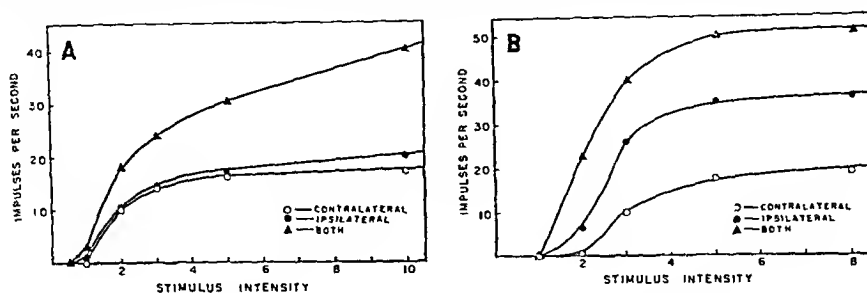 A
IMPULSES PER SECOND
40
30
20
10
2
4
6
8
10
STIMULUS INTENSITY
CONTRALATERAL
IPSILATERAL
BOTH
B
IMPULSES PER SECOND
50
40
30
20
10
2
4
6
8
STIMULUS INTENSITY
CONTRALATERAL
IPSILATERAL
BOTH